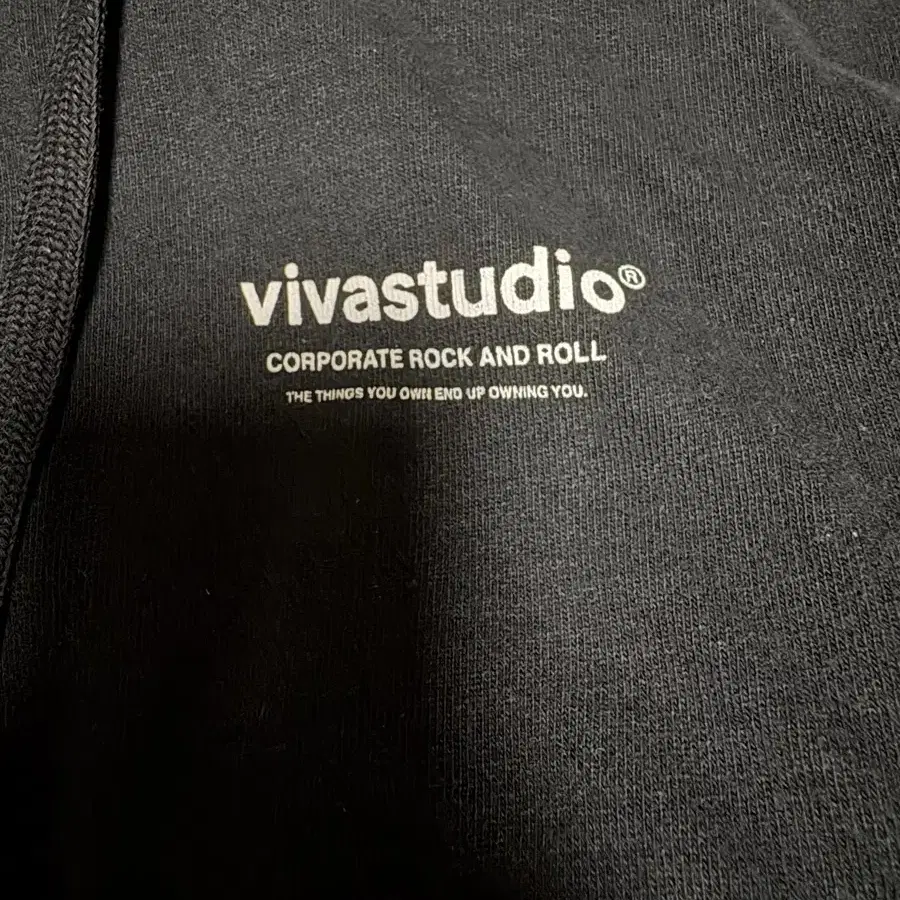 vivastudio®
CORPORATE ROCK AND ROLL
THE THINGS YOU OWN END UP OWNING YOU.